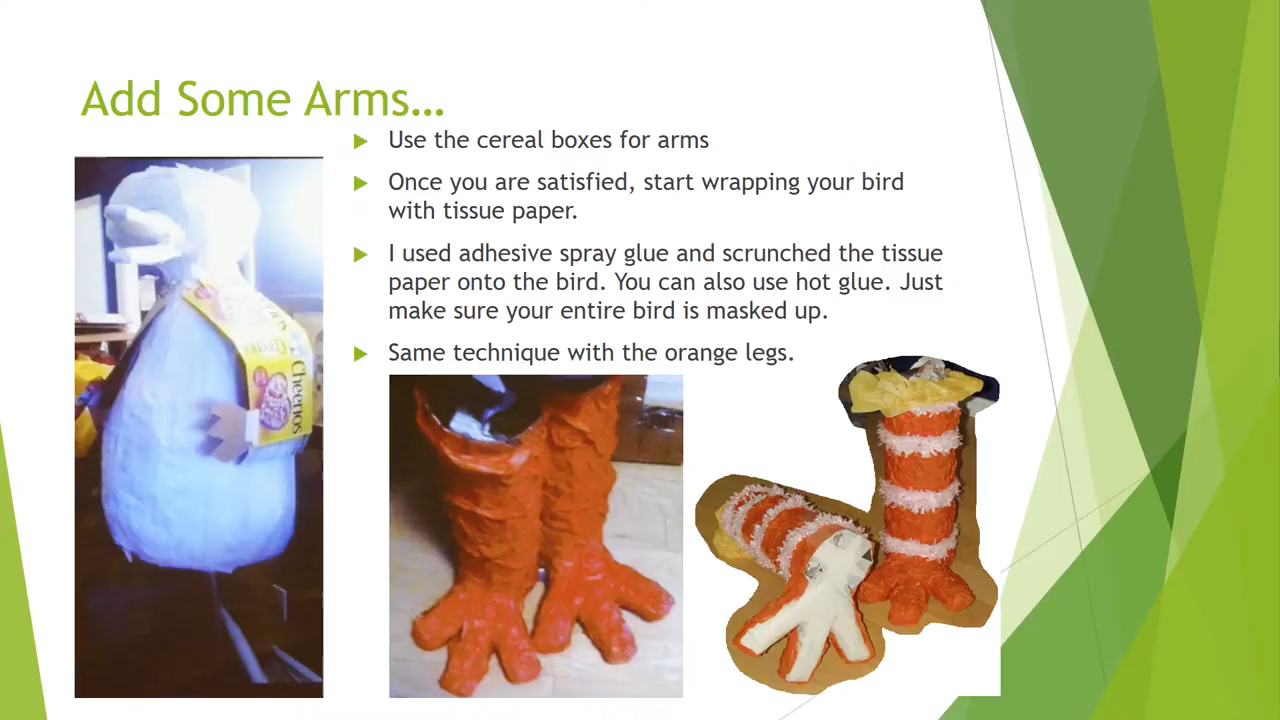 Add Some Arms…
Use the cereal boxes for arms
Once you are satisfied, start wrapping your bird
with tissue paper.
I used adhesive spray glue and scrunched the tissue
paper onto the bird. You can also use hot glue. Just
make sure your entire bird is masked up.
Same technique with the orange legs.
Cheerios